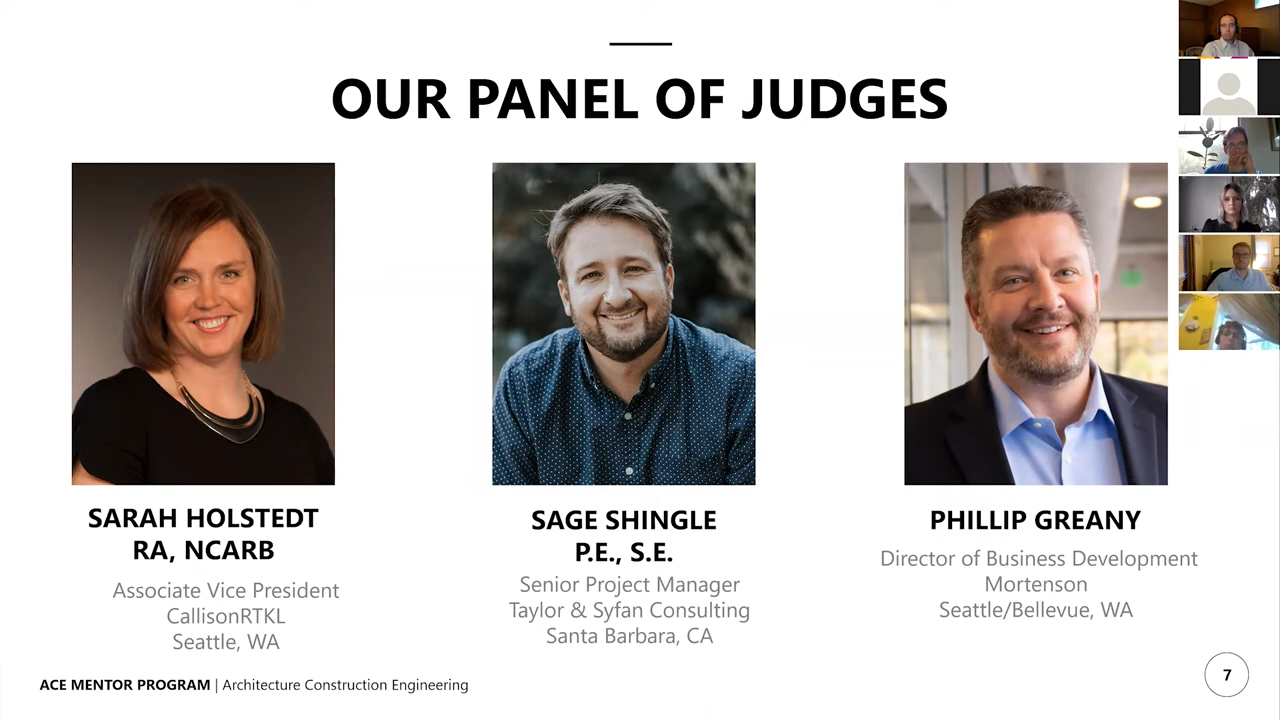 OUR PANEL OF JUDGES
SARAH HOLSTEDT
RA, NCARB
Associate Vice President
CallisonRTKL
Seattle, WA
SAGE SHINGLE
P.E., S.E.
Senior Project Manager
Taylor & Syfan Consulting
Santa Barbara, CA
PHILLIP GREANY
Director of Business Development
Mortenson
Seattle/Bellevue, WA
ACE MENTOR PROGRAM | Architecture Construction Engineering
7